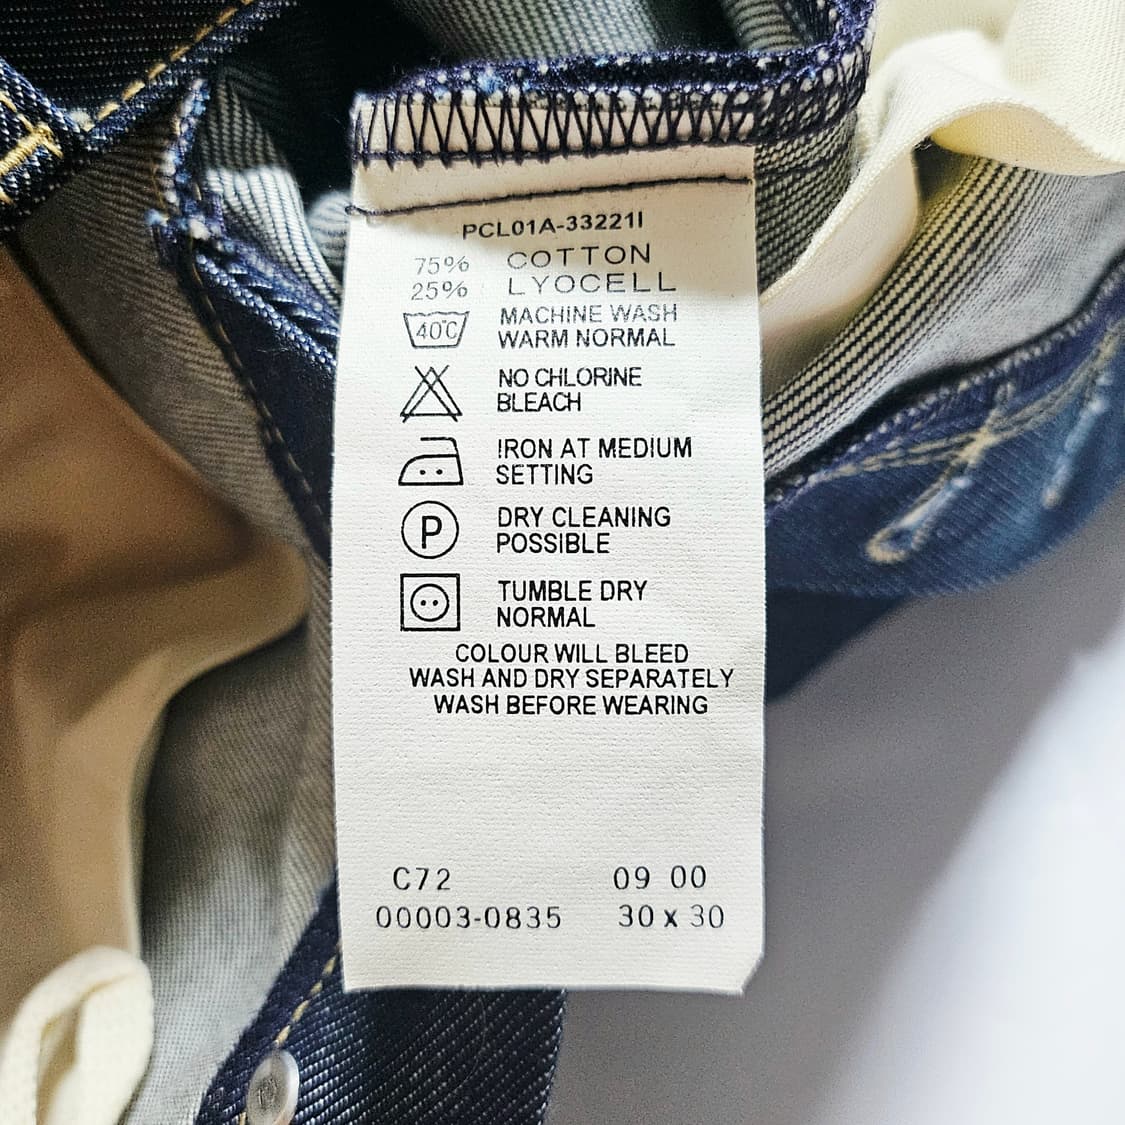 PCL01A-33221I
75% COTTON
25% LYOCELL
40°C MACHINE WASH
WARM NORMAL
NO CHLORINE
BLEACH
IRON AT MEDIUM
SETTING
P DRY CLEANING
POSSIBLE
TUMBLE DRY
NORMAL
COLOUR WILL BLEED
WASH AND DRY SEPARATELY
WASH BEFORE WEARING
C72 09 00
00003-0835 30 x 30